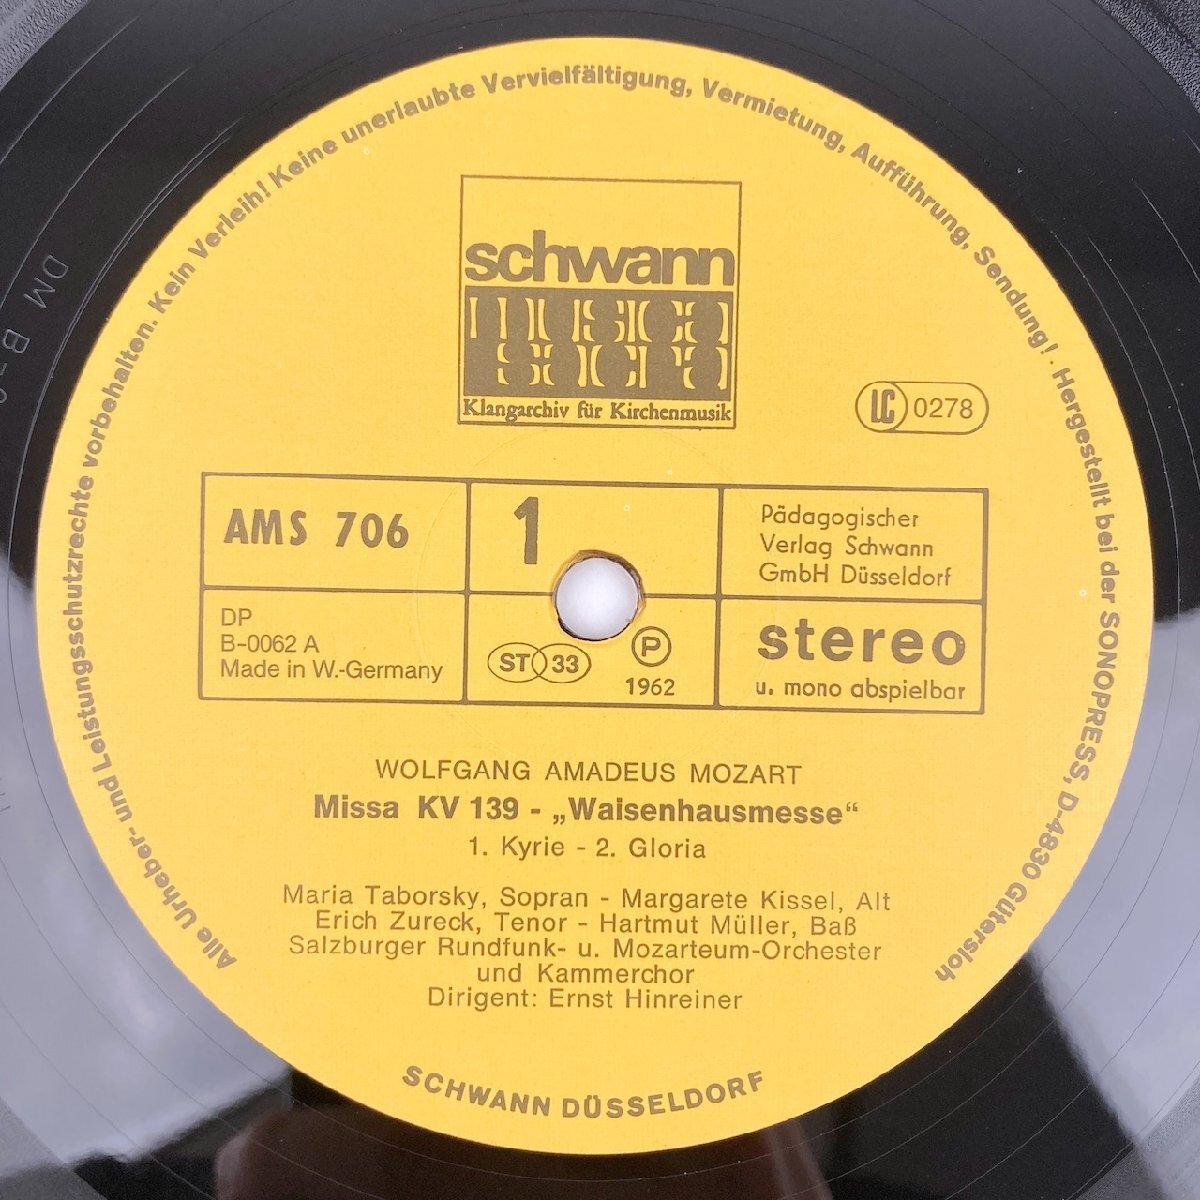 Alle Urheber- und Leistungsschutzrechte vorbehalten. Kein Verleih! Keine unerlaubte Vervielfältigung, Vermietung, Aufführung, Sendung! · Hergestellt bei der SONOPRESS, D-4830 Gütersloh
schwann
musica
sacra
Klangarchiv für Kirchenmusik
LC 0278
AMS 706
1
Pädagogischer
Verlag Schwann
GmbH Düsseldorf
DP
B-0062 A
Made in W.-Germany
ST 33
P
1962
stereo
u. mono abspielbar
WOLFGANG AMADEUS MOZART
Missa KV 139 - „Waisenhausmesse“
1. Kyrie - 2. Gloria
Maria Taborsky, Sopran - Margarete Kissel, Alt
Erich Zureck, Tenor - Hartmut Müller, Baß
Salzburger Rundfunk- u. Mozarteum-Orchester
und Kammerchor
Dirigent: Ernst Hinreiner
SCHWANN DÜSSELDORF
DM B